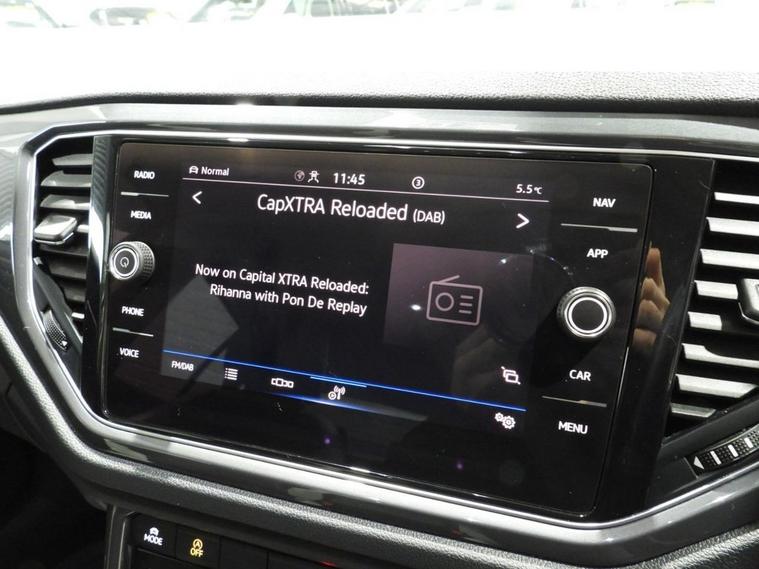 RADIO
MEDIA
PHONE
VOICE
Normal
11:45
3
5.5°C
CapXTRA Reloaded (DAB)
Now on Capital XTRA Reloaded:
Rihanna with Pon De Replay
FM/DAB
NAV
APP
CAR
MENU
MODE
A
OFF